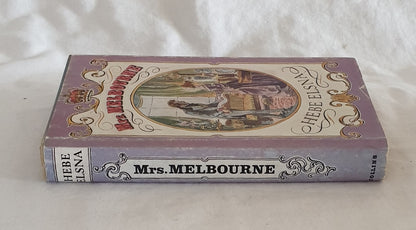 Mrs. MELBOURNE
HEBE ELSNA
HEBE
ELSNA
Mrs. MELBOURNE
COLLINS